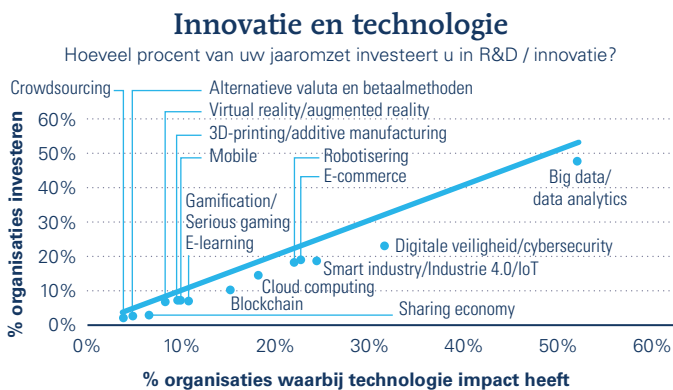 Innovatie en technologie
Hoeveel procent van uw jaaromzet investeert u in R&D / innovatie?
Crowdsourcing
Alternatieve valuta en betaalmethoden
Virtual reality/augmented reality
3D-printing/additive manufacturing
Mobile
Robotisering
E-commerce
Gamification/
Serious gaming
E-learning
Big data/
data analytics
Digitale veiligheid/cybersecurity
Smart industry/Industrie 4.0/IoT
Cloud computing
Blockchain
Sharing economy
% organisaties investeren
60%
50%
40%
30%
20%
10%
0%
0%
10%
20%
30%
40%
50%
60%
% organisaties waarbij technologie impact heeft